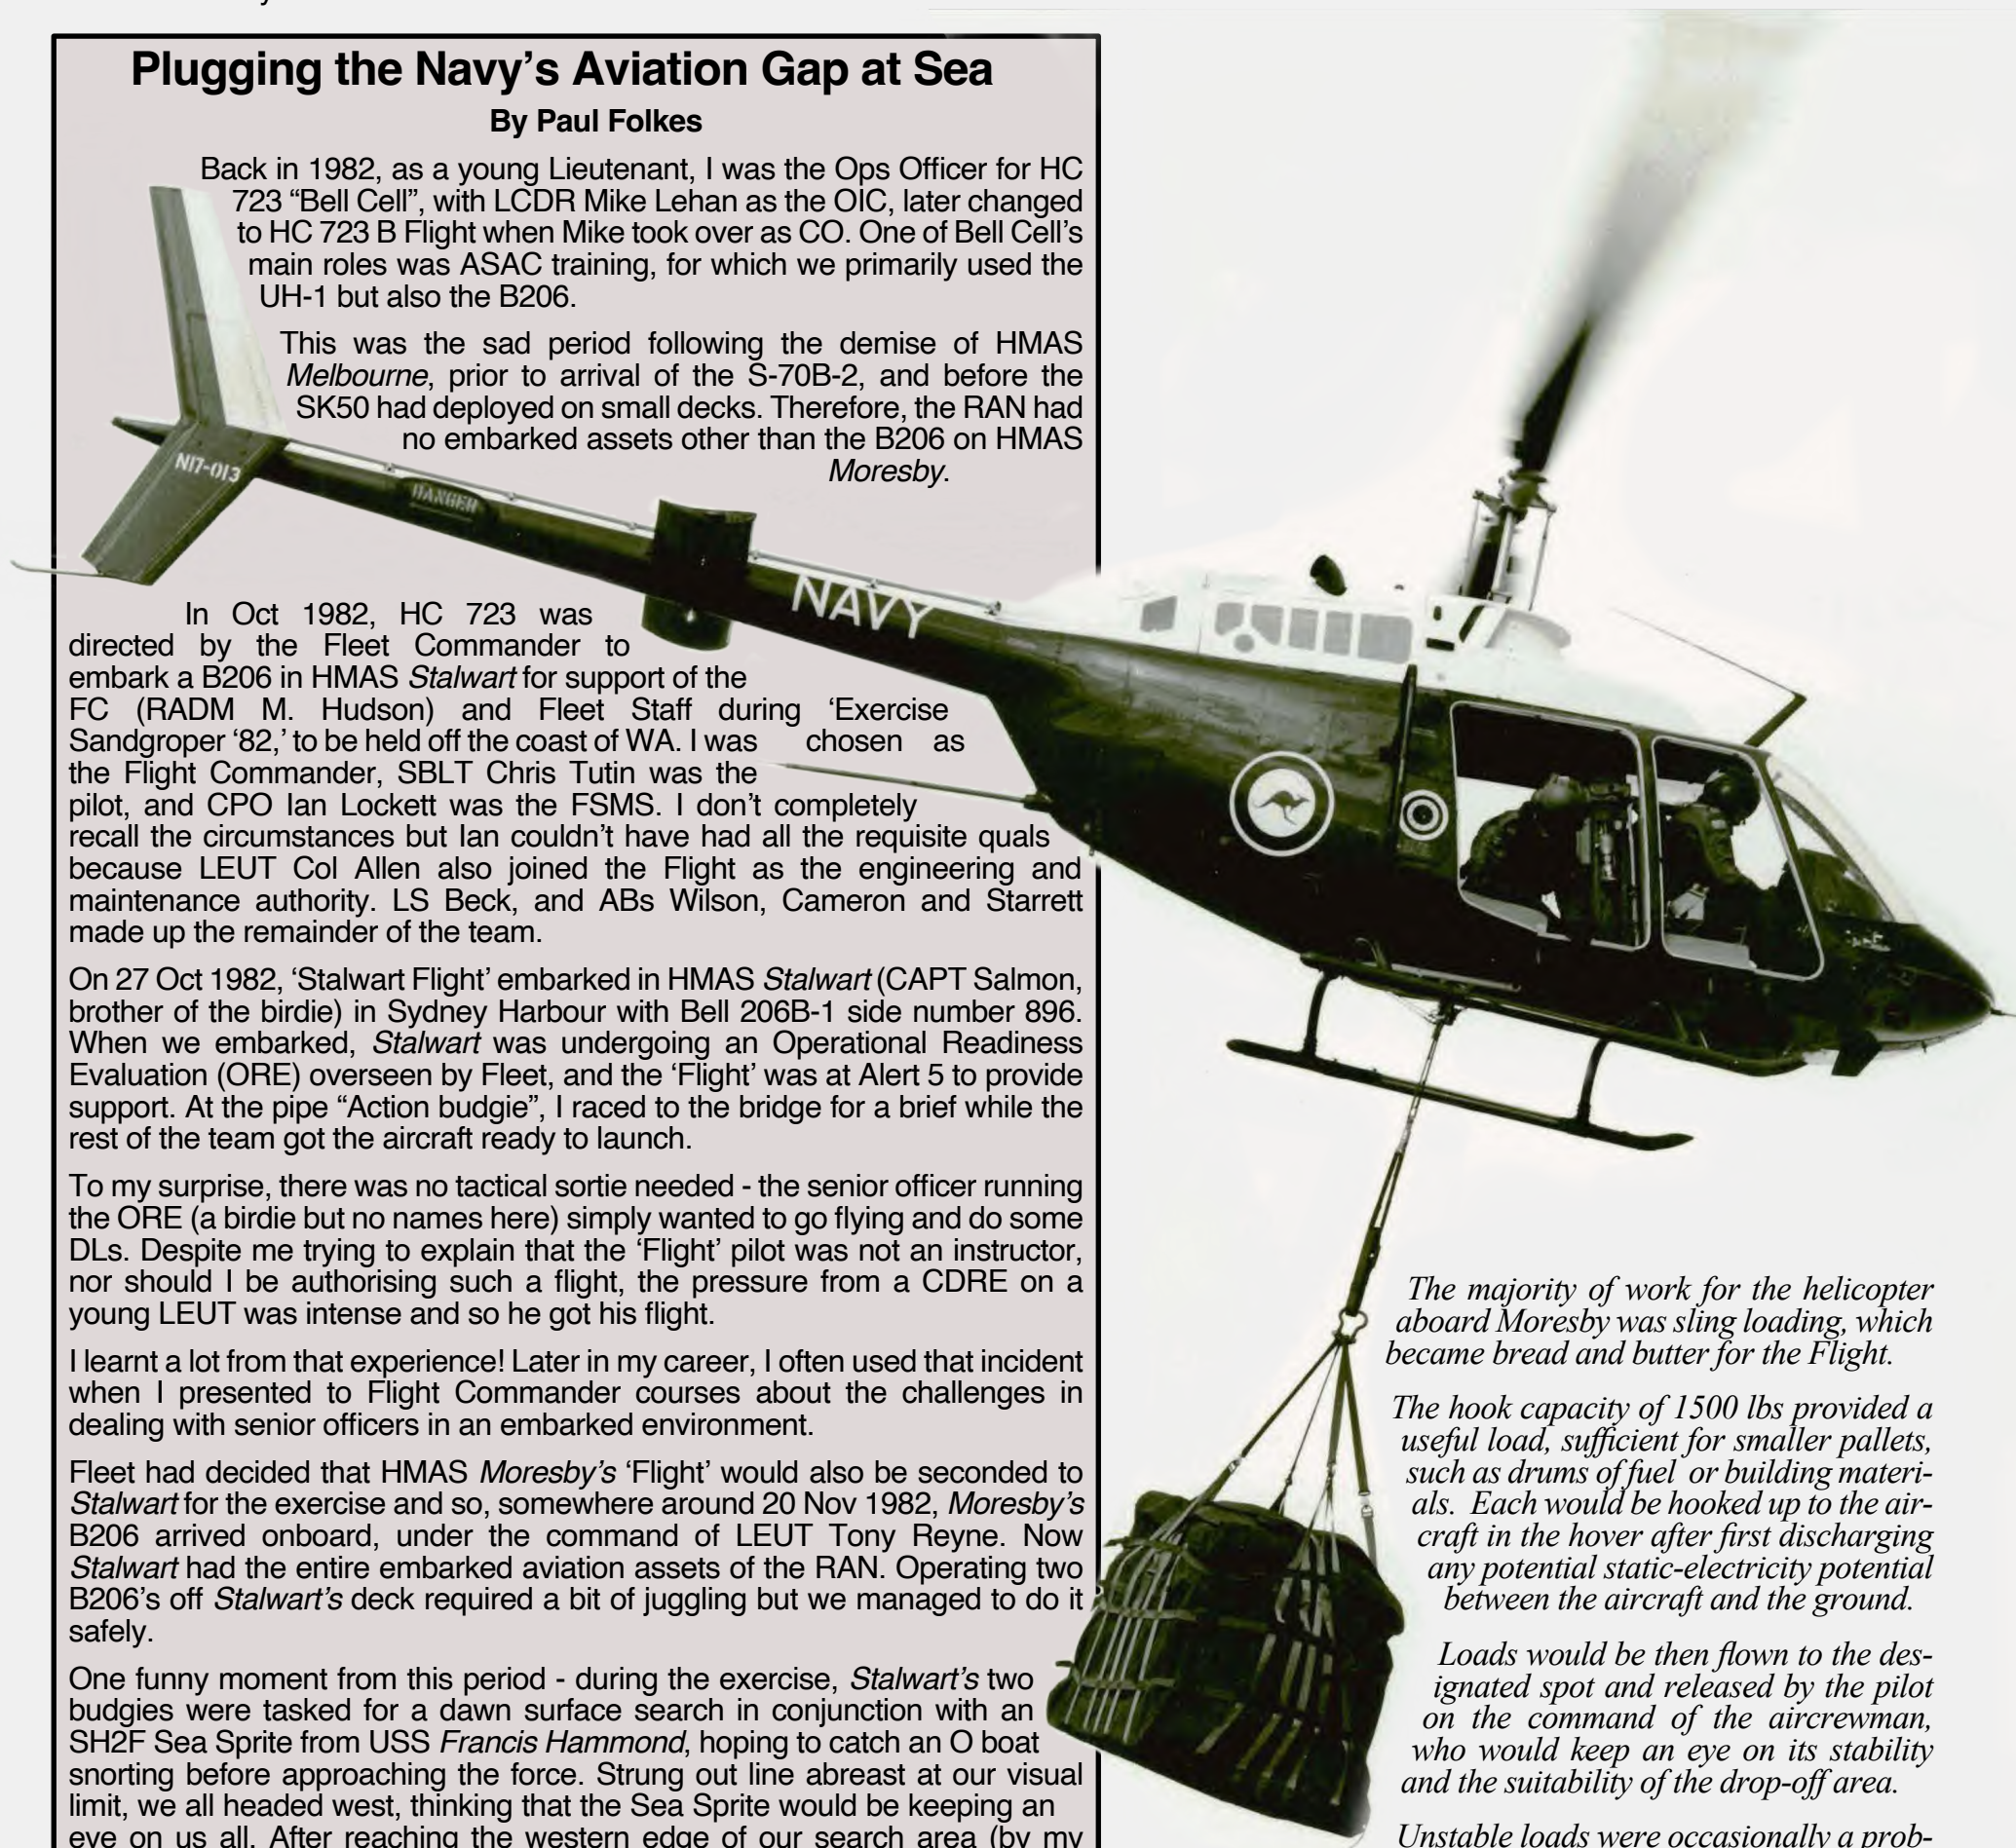 Plugging the Navy’s Aviation Gap at Sea
By Paul Folkes
Back in 1982, as a young Lieutenant, I was the Ops Officer for HC
723 “Bell Cell”, with LCDR Mike Lehan as the OIC, later changed
to HC 723 B Flight when Mike took over as CO. One of Bell Cell’s
main roles was ASAC training, for which we primarily used the
UH-1 but also the B206.
This was the sad period following the demise of HMAS
Melbourne, prior to arrival of the S-70B-2, and before the
SK50 had deployed on small decks. Therefore, the RAN had
no embarked assets other than the B206 on HMAS
Moresby.
N17-013
DANGER
NAVY
In Oct 1982, HC 723 was
directed by the Fleet Commander to
embark a B206 in HMAS Stalwart for support of the
FC (RADM M. Hudson) and Fleet Staff during ‘Exercise
Sandgroper ‘82,’ to be held off the coast of WA. I was chosen as
the Flight Commander, SBLT Chris Tutin was the
pilot, and CPO Ian Lockett was the FSMS. I don’t completely
recall the circumstances but Ian couldn’t have had all the requisite quals
because LEUT Col Allen also joined the Flight as the engineering and
maintenance authority. LS Beck, and ABs Wilson, Cameron and Starrett
made up the remainder of the team.
On 27 Oct 1982, ‘Stalwart Flight’ embarked in HMAS Stalwart (CAPT Salmon,
brother of the birdie) in Sydney Harbour with Bell 206B-1 side number 896.
When we embarked, Stalwart was undergoing an Operational Readiness
Evaluation (ORE) overseen by Fleet, and the ‘Flight’ was at Alert 5 to provide
support. At the pipe “Action budgie”, I raced to the bridge for a brief while the
rest of the team got the aircraft ready to launch.
To my surprise, there was no tactical sortie needed - the senior officer running
the ORE (a birdie but no names here) simply wanted to go flying and do some
DLs. Despite me trying to explain that the ‘Flight’ pilot was not an instructor,
nor should I be authorising such a flight, the pressure from a CDRE on a
young LEUT was intense and so he got his flight.
I learnt a lot from that experience! Later in my career, I often used that incident
when I presented to Flight Commander courses about the challenges in
dealing with senior officers in an embarked environment.
Fleet had decided that HMAS Moresby’s ‘Flight’ would also be seconded to
Stalwart for the exercise and so, somewhere around 20 Nov 1982, Moresby’s
B206 arrived onboard, under the command of LEUT Tony Reyne. Now
Stalwart had the entire embarked aviation assets of the RAN. Operating two
B206’s off Stalwart’s deck required a bit of juggling but we managed to do it
safely.
One funny moment from this period - during the exercise, Stalwart’s two
budgies were tasked for a dawn surface search in conjunction with an
SH2F Sea Sprite from USS Francis Hammond, hoping to catch an O boat
snorting before approaching the force. Strung out line abreast at our visual
limit, we all headed west, thinking that the Sea Sprite would be keeping an
eye on us all. After reaching the western edge of our search area (by my
The majority of work for the helicopter
aboard Moresby was sling loading, which
became bread and butter for the Flight.
The hook capacity of 1500 lbs provided a
useful load, sufficient for smaller pallets,
such as drums of fuel or building materi-
als. Each would be hooked up to the air-
craft in the hover after first discharging
any potential static-electricity potential
between the aircraft and the ground.
Loads would be then flown to the des-
ignated spot and released by the pilot
on the command of the aircrewman,
who would keep an eye on its stability
and the suitability of the drop-off area.
Unstable loads were occasionally a prob-